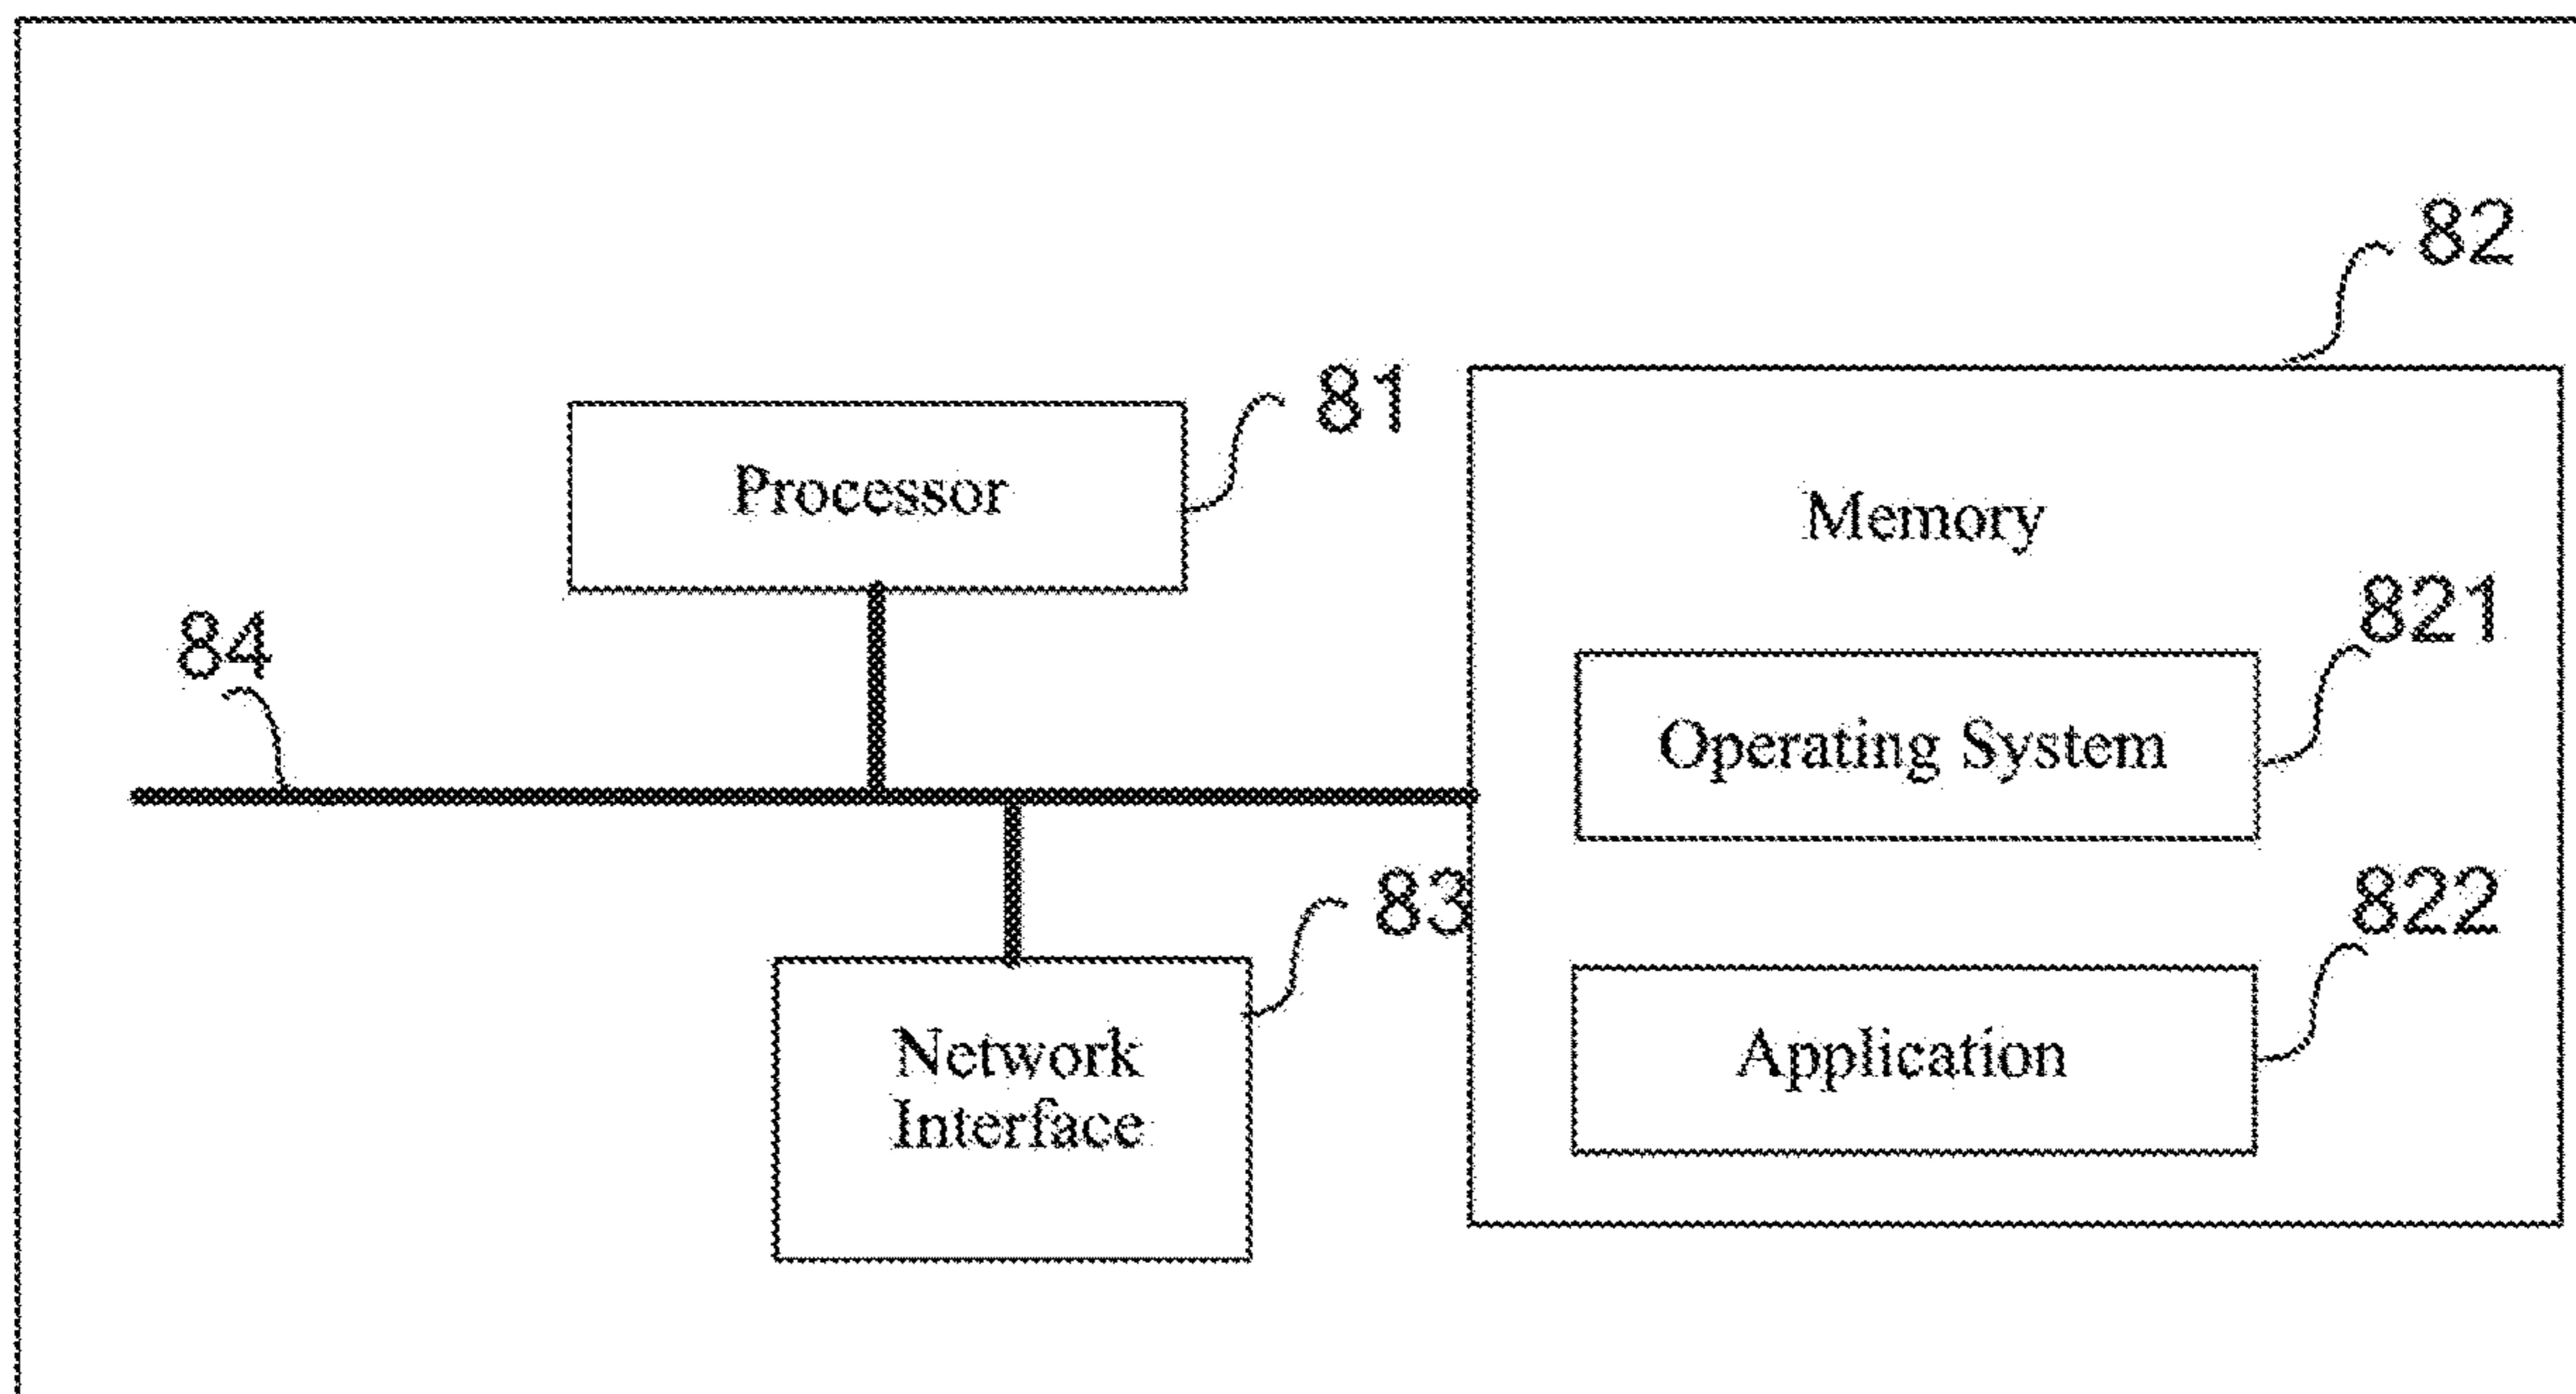 82
81
Processor
Memory
821
84
Operating System
822
83
Network
Interface
Application